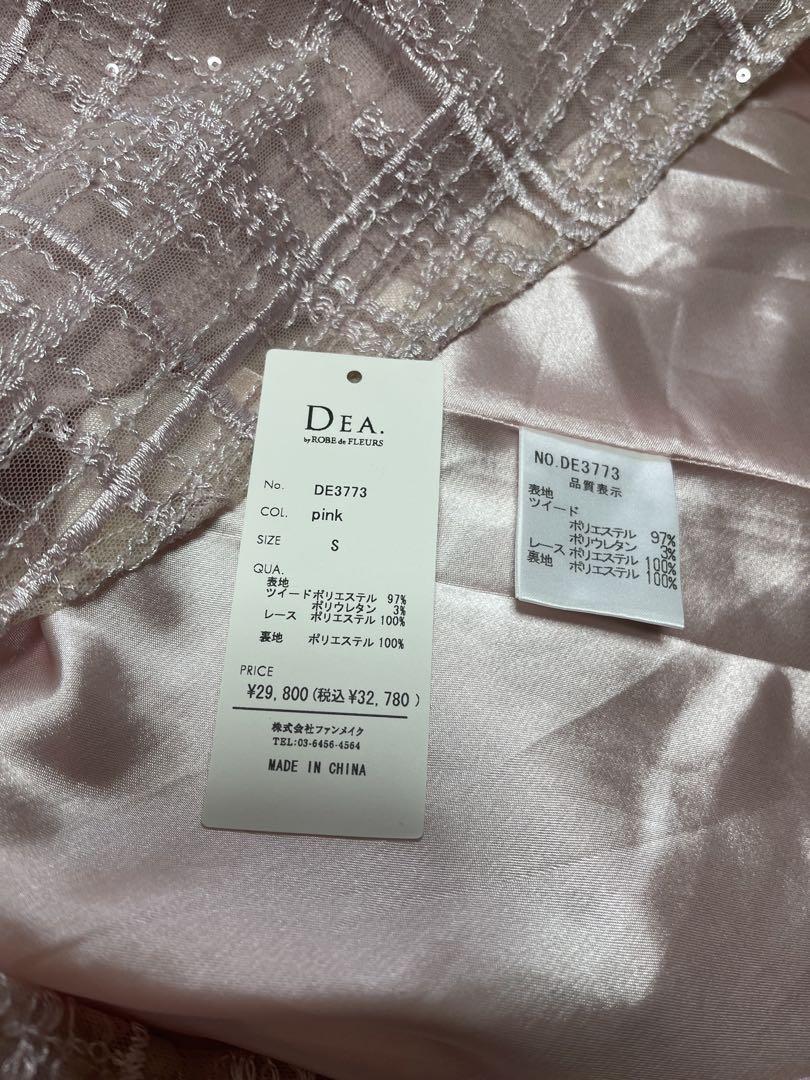 DEA.
by ROBE de FLEURS
No. DE3773
COL. pink
SIZE S
QUA.
表地
ツイードポリエステル 97%
ポリウレタン 3%
レース ポリエステル 100%
裏地 ポリエステル 100%
PRICE
¥29,800(税込¥32,780)
株式会社ファンメイク
TEL:03-6456-4564
MADE IN CHINA
NO.DE3773
品質表示
表地
ツイード
ポリエステル 97%
ポリウレタン 3%
レース ポリエステル 100%
裏地 ポリエステル 100%